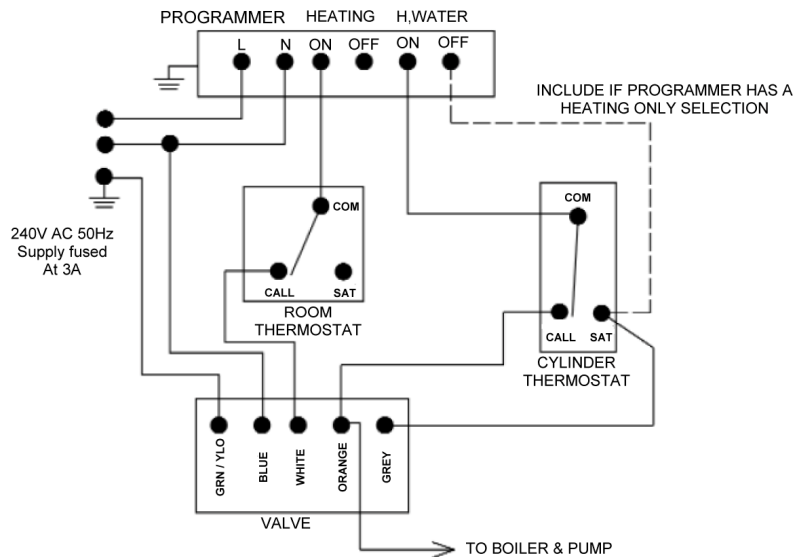 PROGRAMMER HEATING H,WATER
L N ON OFF ON OFF
INCLUDE IF PROGRAMMER HAS A
HEATING ONLY SELECTION
240V AC 50Hz
Supply fused
At 3A
COM
CALL SAT
ROOM
THERMOSTAT
COM
CALL SAT
CYLINDER
THERMOSTAT
GRN / YLO
BLUE
WHITE
ORANGE
GREY
VALVE
TO BOILER & PUMP